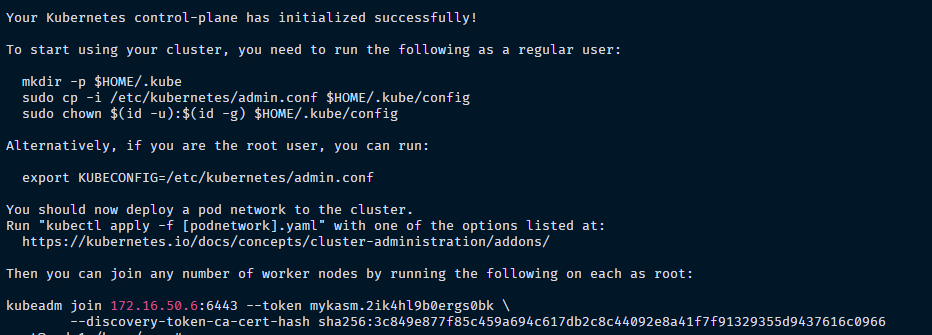 Your Kubernetes control-plane has initialized successfully!
To start using your cluster, you need to run the following as a regular user:
mkdir -p $HOME/.kube
sudo cp -i /etc/kubernetes/admin.conf $HOME/.kube/config
sudo chown $(id -u):$(id -g) $HOME/.kube/config
Alternatively, if you are the root user, you can run:
export KUBECONFIG=/etc/kubernetes/admin.conf
You should now deploy a pod network to the cluster.
Run "kubectl apply -f [podnetwork].yaml" with one of the options listed at:
https://kubernetes.io/docs/concepts/cluster-administration/addons/
Then you can join any number of worker nodes by running the following on each as root:
kubeadm join 172.16.50.6:6443 --token mykasm.2ik4hl9b0ergs0bk \
--discovery-token-ca-cert-hash sha256:3c849e877f85c459a694c617db2c8c44092e8a41f7f91329355d9437616c0966